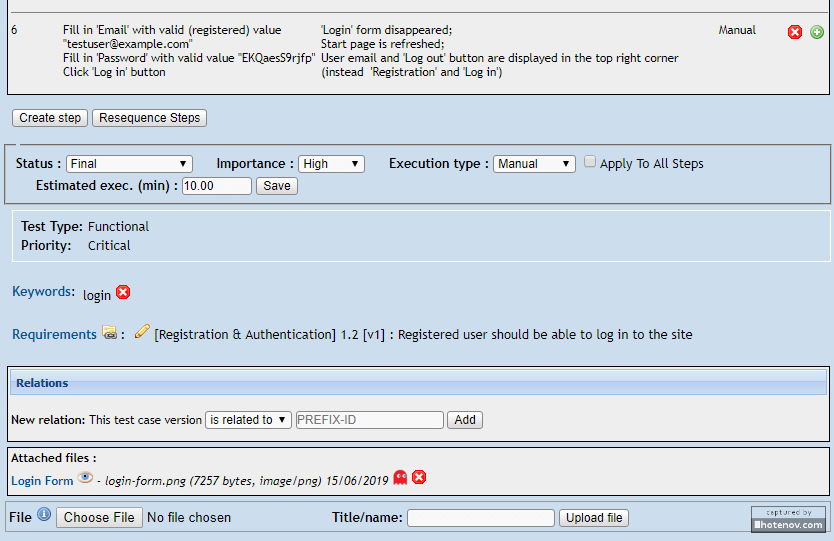 6 Fill in 'Email' with valid (registered) value 'Login' form disappeared; Manual
"testuser@example.com" Start page is refreshed;
Fill in 'Password' with valid value "EKQaesS9rjfp" User email and 'Log out' button are displayed in the top right corner
Click 'Log in' button (instead 'Registration' and 'Log in')
Create step Resequence Steps
Status : Final Importance : High Execution type : Manual Apply To All Steps
Estimated exec. (min) : 10.00 Save
Test Type: Functional
Priority: Critical
Keywords: login
Requirements : [Registration & Authentication] 1.2 [v1] : Registered user should be able to log in to the site
Relations
New relation: This test case version is related to PREFIX-ID Add
Attached files :
Login Form - login-form.png (7257 bytes, image/png) 15/06/2019
File Choose File No file chosen Title/name: Upload file
captured by
hotenov.com